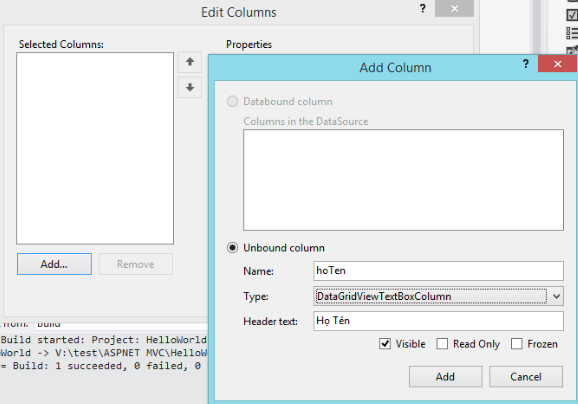 Edit Columns
?
Selected Columns:
Properties
Add...
Remove
Add Column
?
Databound column
Columns in the DataSource
Unbound column
Name:
hoTen
Type:
DataGridViewTextBoxColumn
Header text:
Họ Tên
Visible
Read Only
Frozen
Add
Cancel
Build
Build started: Project: HelloWorld
oWorld -> V:\test\ASPNET MVC\HelloW
= Build: 1 succeeded, 0 failed, 0